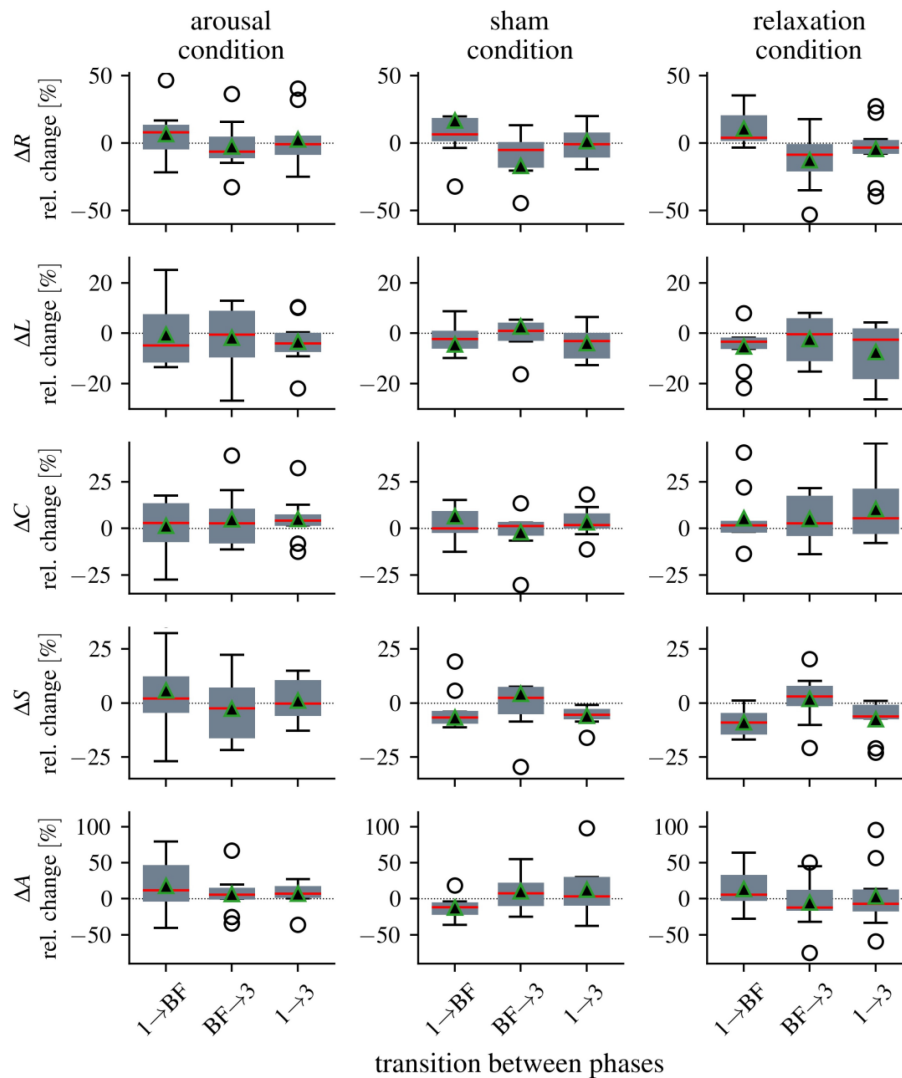 arousal condition
sham condition
relaxation condition
ΔR
rel. change [%]
50
0
−50
50
0
−50
50
0
−50
ΔL
rel. change [%]
20
0
−20
20
0
−20
20
0
−20
ΔC
rel. change [%]
25
0
−25
25
0
−25
25
0
−25
ΔS
rel. change [%]
25
0
−25
25
0
−25
25
0
−25
ΔA
rel. change [%]
100
50
0
−50
100
50
0
−50
100
50
0
−50
1→BF
BF→3
1→3
1→BF
BF→3
1→3
1→BF
BF→3
1→3
transition between phases